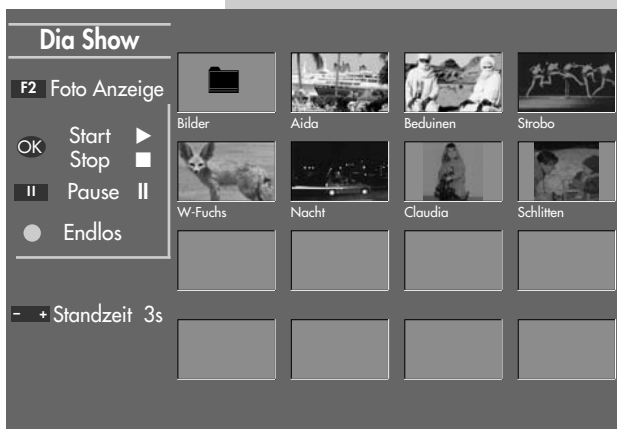 Dia Show
F2 Foto Anzeige
OK Start
Stop
II Pause II
Endlos
- + Standzeit 3s
Bilder Aida Beduinen Strobo
W-Fuchs Nacht Claudia Schlitten